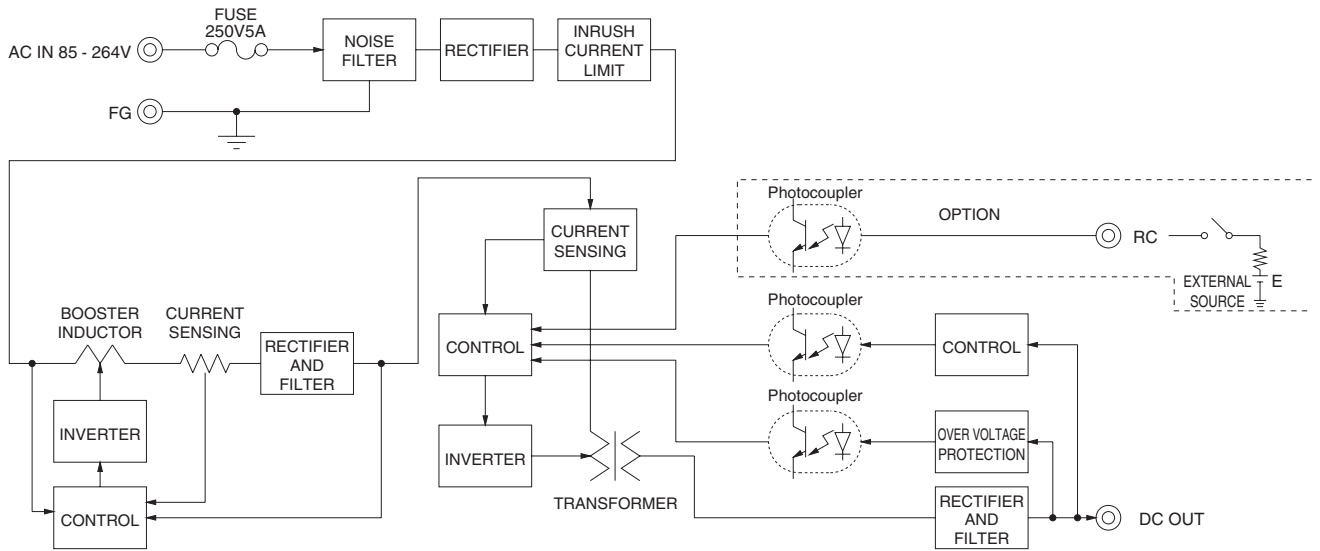 FUSE
250V5A
AC IN 85 - 264V
NOISE
FILTER
RECTIFIER
INRUSH
CURRENT
LIMIT
FG
Photocoupler
OPTION
RC
E
EXTERNAL
SOURCE
CURRENT
SENSING
Photocoupler
CONTROL
CONTROL
BOOSTER
INDUCTOR
CURRENT
SENSING
RECTIFIER
AND
FILTER
Photocoupler
INVERTER
INVERTER
OVER VOLTAGE
PROTECTION
TRANSFORMER
CONTROL
RECTIFIER
AND
FILTER
DC OUT